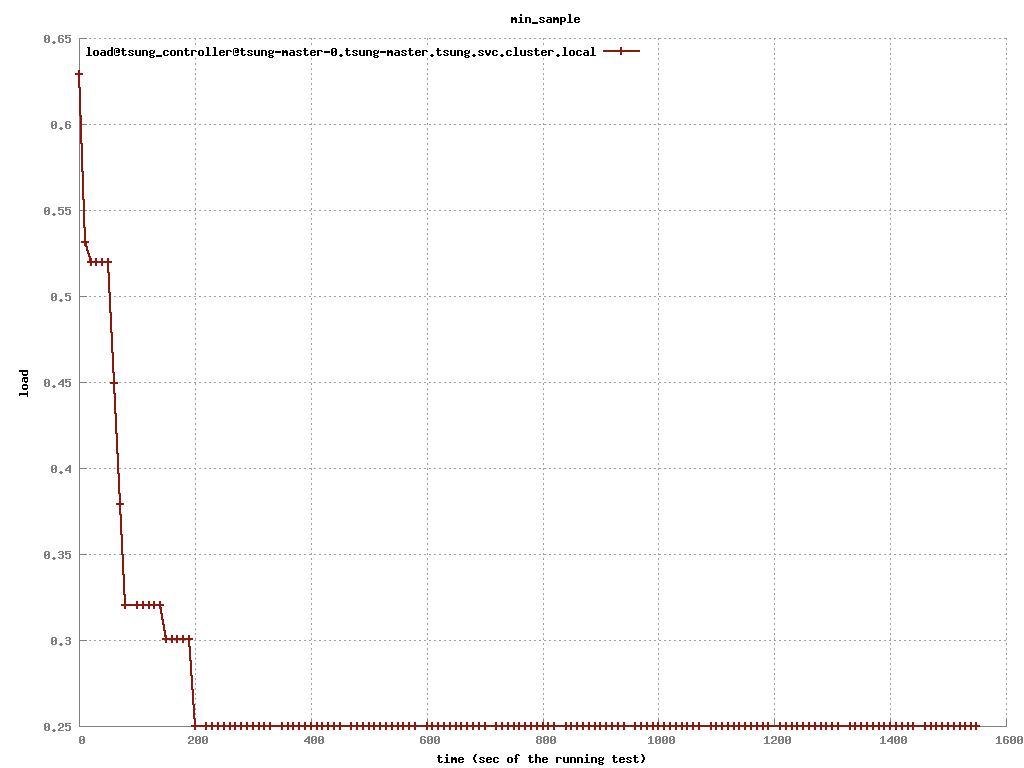 min_sample
0.65
load@tsung_controller@tsung-master-0.tsung-master.tsung.svc.cluster.local
0.6
0.55
0.5
load
0.45
0.4
0.35
0.3
0.25
0 200 400 600 800 1000 1200 1400 1600
time (sec of the running test)